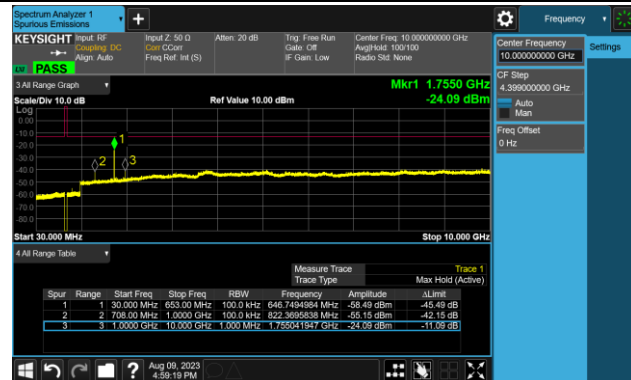 Spectrum Analyzer 1
Spurious Emissions
Frequency
KEYSIGHT Input: RF Input Z: 50 Ω Atten: 20 dB Trig: Free Run Center Freq: 10.000000000 GHz
Coupling: DC Corr CCorr Gate: Off Avg|Hold: 100/100
Align: Auto Freq Ref: Int (S) IF Gain: Low Radio Std: None
PASS
Center Frequency
10.000000000 GHz
Settings
CF Step
4.399000000 GHz
Auto
Man
Freq Offset
0 Hz
3 All Range Graph
Mkr1 1.7550 GHz
Scale/Div 10.0 dB Ref Value 10.00 dBm -24.09 dBm
Log
0.00
-10.0
-20.0
-30.0
-40.0
-50.0
-60.0
-70.0
-80.0
1
2
3
Start 30.000 MHz Stop 10.000 GHz
4 All Range Table
Measure Trace Trace 1
Trace Type Max Hold (Active)
Spur Range Start Freq Stop Freq RBW Frequency Amplitude ΔLimit
1 1 30.000 MHz 653.00 MHz 100.0 kHz 646.7494984 MHz -58.49 dBm -45.49 dB
2 2 708.00 MHz 1.0000 GHz 100.0 kHz 822.3695838 MHz -55.15 dBm -42.15 dB
3 3 1.0000 GHz 10.000 GHz 1.000 MHz 1.755041947 GHz -24.09 dBm -11.09 dB
Aug 09, 2023
4:59:19 PM